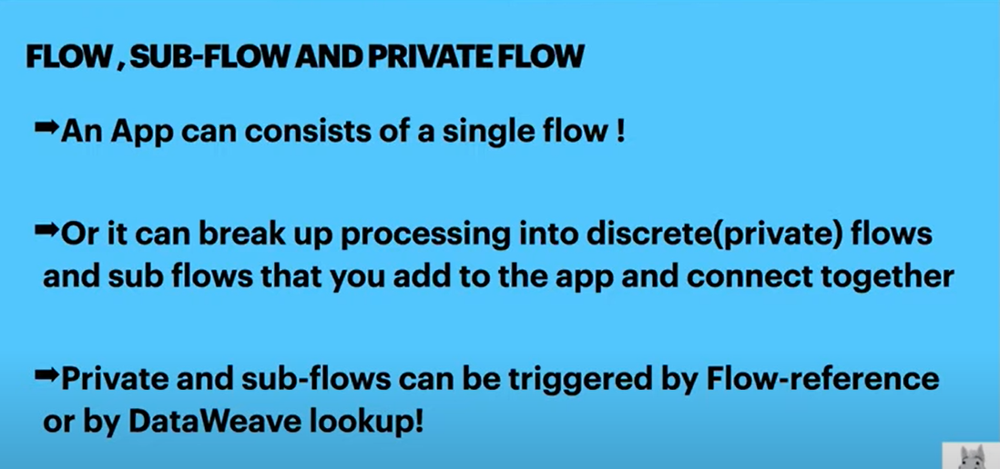 FLOW , SUB-FLOW AND PRIVATE FLOW
➡An App can consists of a single flow !
➡Or it can break up processing into discrete(private) flows
and sub flows that you add to the app and connect together
➡Private and sub-flows can be triggered by Flow-reference
or by DataWeave lookup!